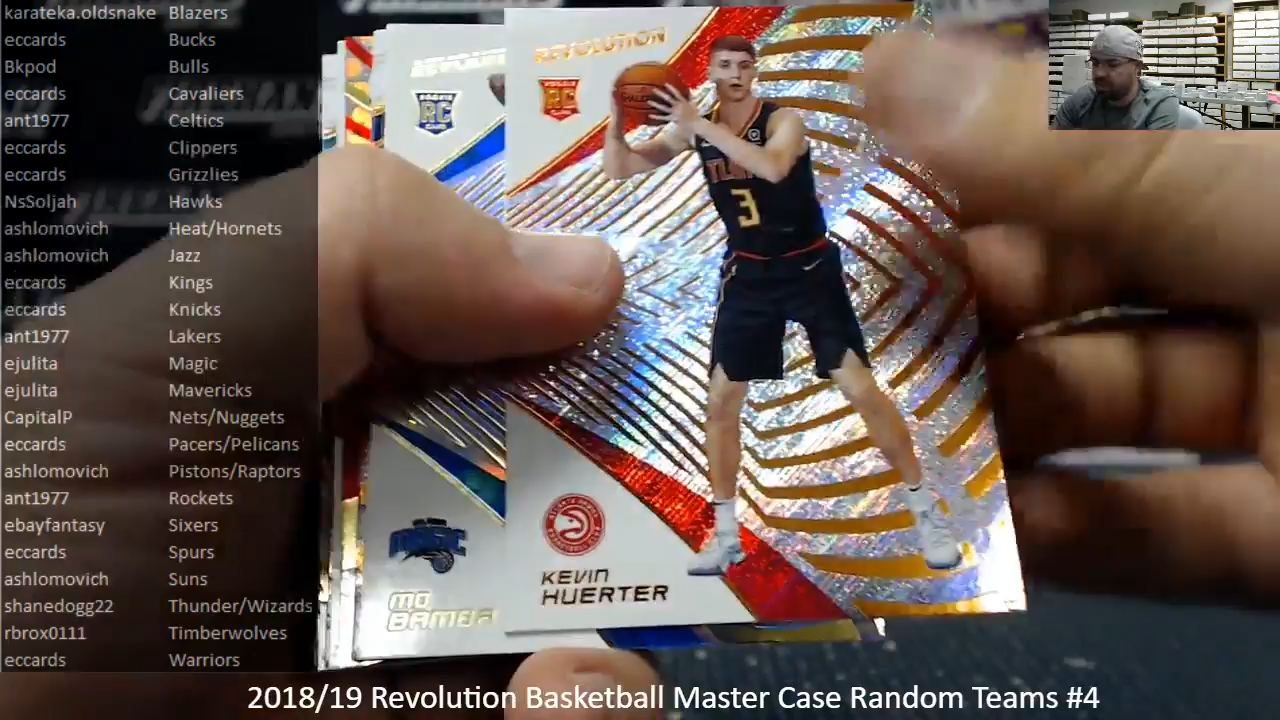 karateka.oldsnake Blazers
eccards Bucks
Bkpod Bulls
eccards Cavaliers
ant1977 Celtics
eccards Clippers
eccards Grizzlies
NsSoljah Hawks
ashlomovich Heat/Hornets
ashlomovich Jazz
eccards Kings
eccards Knicks
ant1977 Lakers
ejulita Magic
ejulita Mavericks
CapitalP Nets/Nuggets
eccards Pacers/Pelicans
ashlomovich Pistons/Raptors
ant1977 Rockets
ebayfantasy Sixers
eccards Spurs
ashlomovich Suns
shanedogg22 Thunder/Wizards
rbrox0111 Timberwolves
eccards Warriors
REVOLUTION
RC
RC
3
MAGIC
MO
BAMBA
KEVIN
HUERTER
2018/19 Revolution Basketball Master Case Random Teams #4